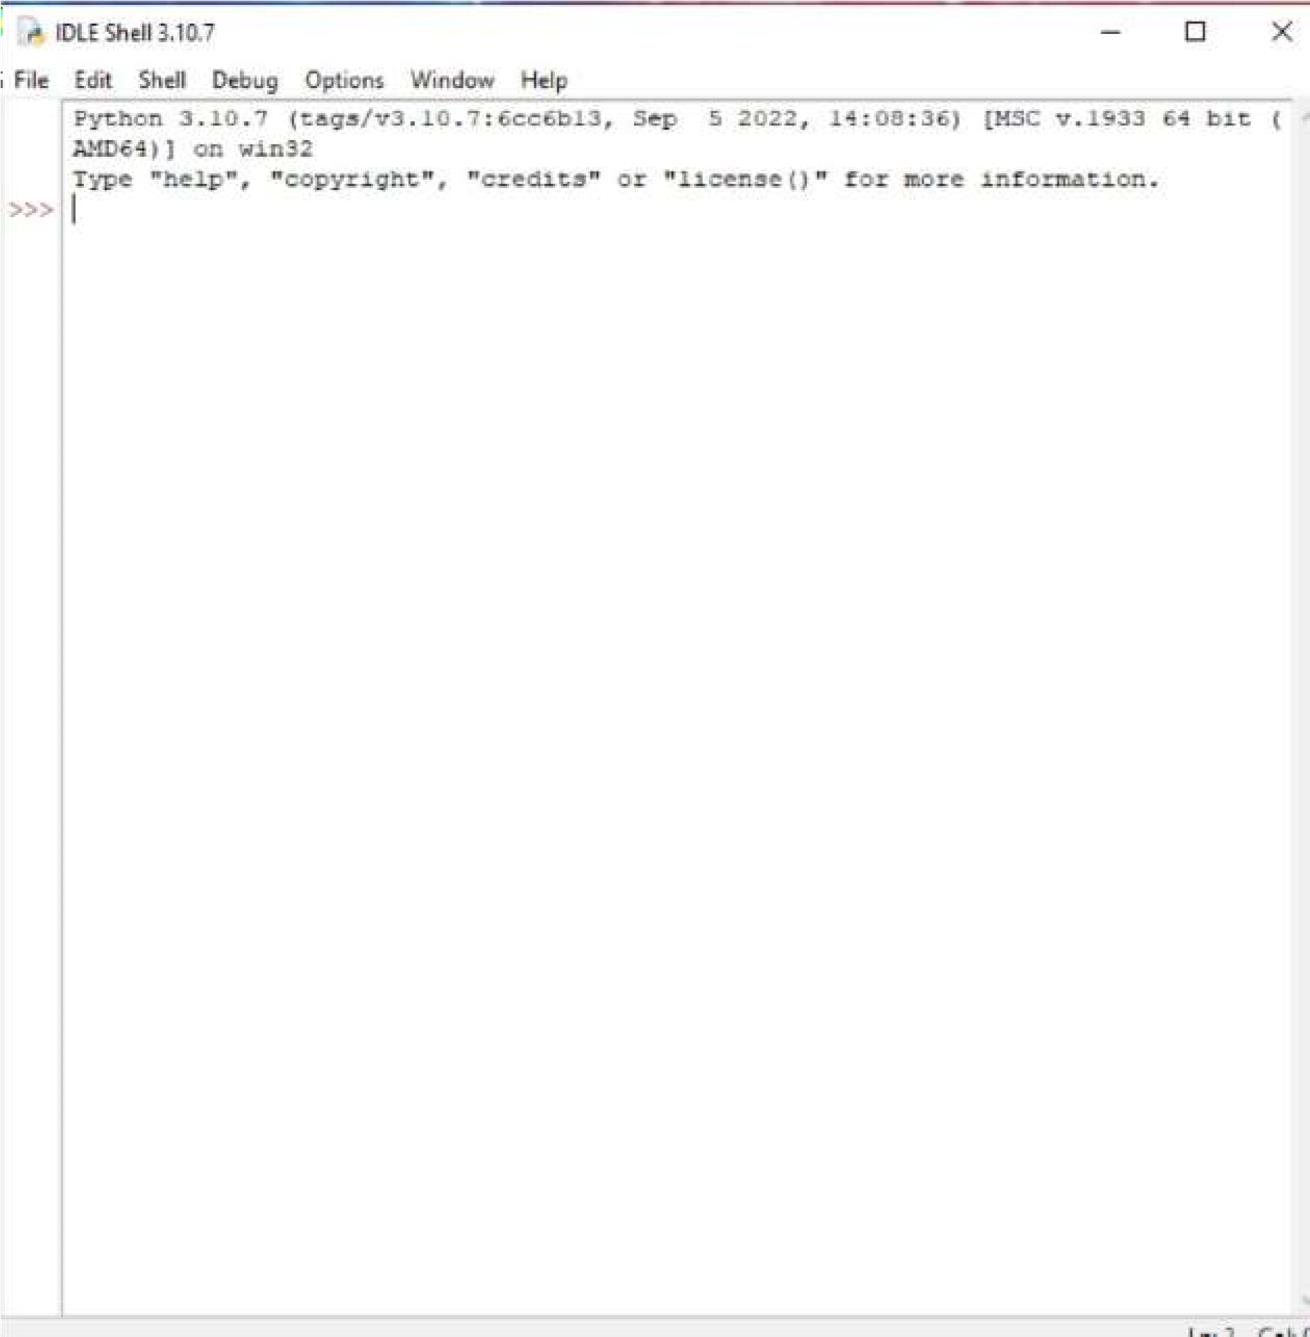 IDLE Shell 3.10.7
File Edit Shell Debug Options Window Help
Python 3.10.7 (tags/v3.10.7:6cc6b13, Sep  5 2022, 14:08:36) [MSC v.1933 64 bit (
AMD64)] on win32
Type "help", "copyright", "credits" or "license()" for more information.
>>>